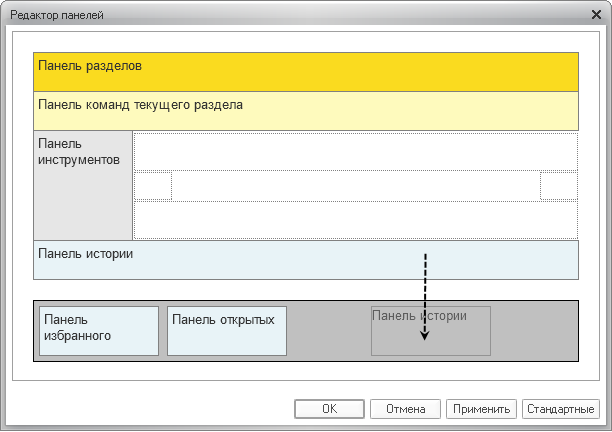 Редактор панелей
Панель разделов
Панель команд текущего раздела
Панель
инструментов
Панель истории
Панель
избранного
Панель открытых
Панель истории
OK
Отмена
Применить
Стандартные